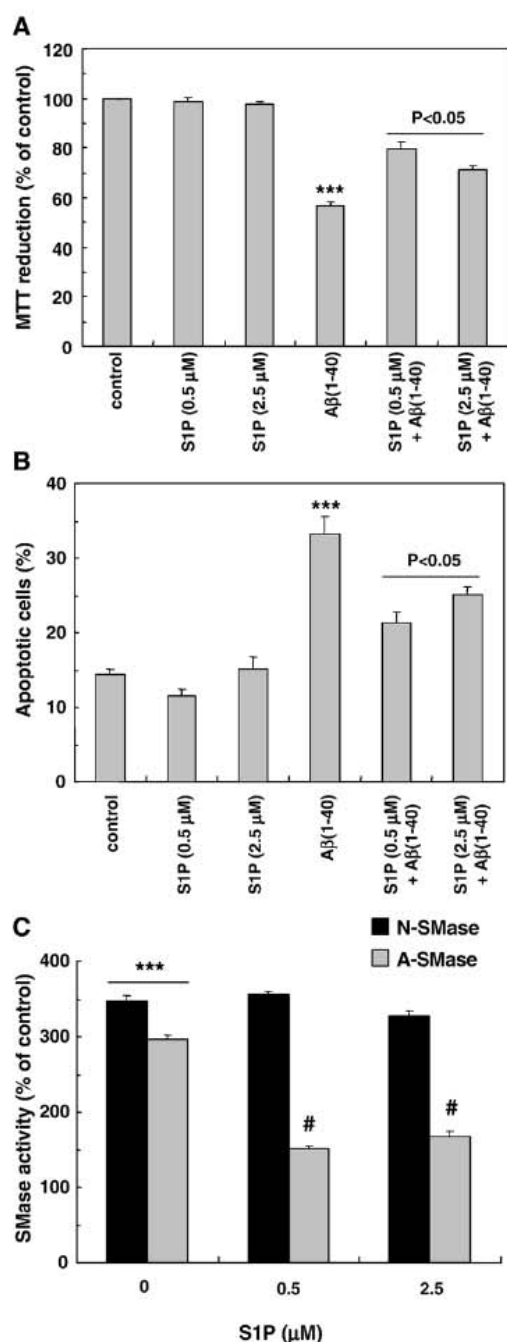 A
MTT reduction (% of control)
120
100
80
60
40
20
0
P<0.05
***
control
S1P (0.5 µM)
S1P (2.5 µM)
Aβ(1-40)
S1P (0.5 µM)
+ Aβ(1-40)
S1P (2.5 µM)
+ Aβ(1-40)
B
Apoptotic cells (%)
40
30
20
10
0
***
P<0.05
control
S1P (0.5 µM)
S1P (2.5 µM)
Aβ(1-40)
S1P (0.5 µM)
+ Aβ(1-40)
S1P (2.5 µM)
+ Aβ(1-40)
C
N-SMase
A-SMase
SMase activity (% of control)
400
300
200
100
0
***
#
#
0
0.5
2.5
S1P (µM)